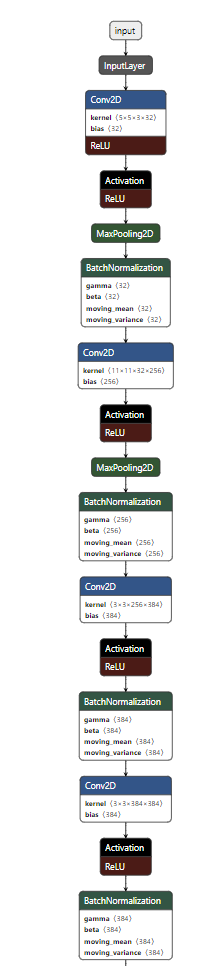 input
InputLayer
Conv2D
kernel ⟨5×5×3×32⟩
bias ⟨32⟩
ReLU
Activation
ReLU
MaxPooling2D
BatchNormalization
gamma ⟨32⟩
beta ⟨32⟩
moving_mean ⟨32⟩
moving_variance ⟨32⟩
Conv2D
kernel ⟨11×11×32×256⟩
bias ⟨256⟩
Activation
ReLU
MaxPooling2D
BatchNormalization
gamma ⟨256⟩
beta ⟨256⟩
moving_mean ⟨256⟩
moving_variance ⟨256⟩
Conv2D
kernel ⟨3×3×256×384⟩
bias ⟨384⟩
Activation
ReLU
BatchNormalization
gamma ⟨384⟩
beta ⟨384⟩
moving_mean ⟨384⟩
moving_variance ⟨384⟩
Conv2D
kernel ⟨3×3×384×384⟩
bias ⟨384⟩
Activation
ReLU
BatchNormalization
gamma ⟨384⟩
beta ⟨384⟩
moving_mean ⟨384⟩
moving_variance ⟨384⟩